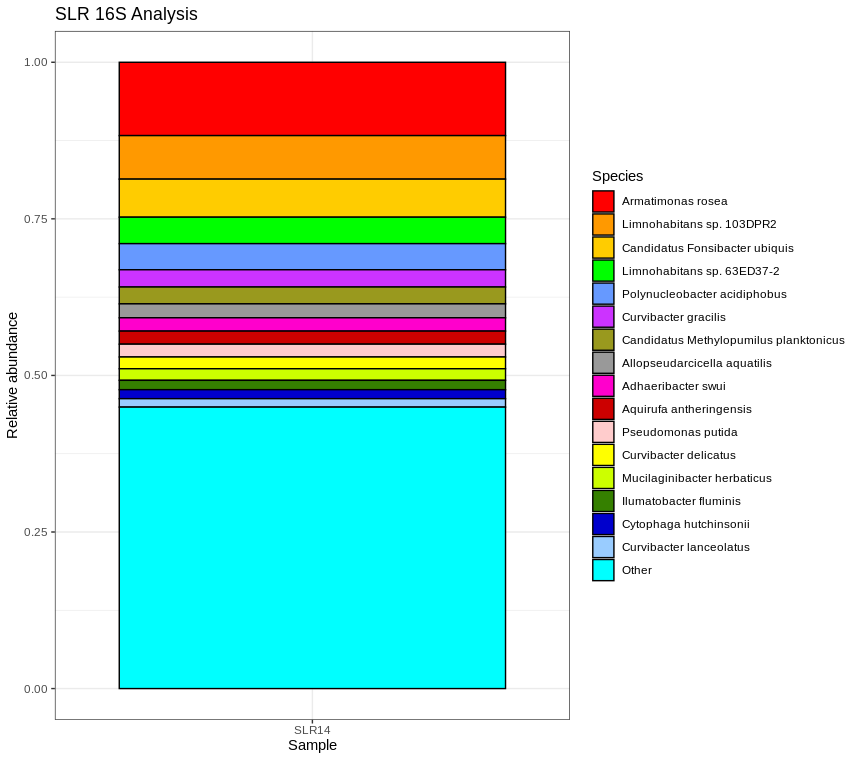 SLR 16S Analysis
1.00
0.75
0.50
0.25
0.00
Relative abundance
SLR14
Sample
Species
Armatimonas rosea
Limnohabitans sp. 103DPR2
Candidatus Fonsibacter ubiquis
Limnohabitans sp. 63ED37-2
Polynucleobacter acidiphobus
Curvibacter gracilis
Candidatus Methylopumilus planktonicus
Allopseudarcicella aquatilis
Adhaeribacter swui
Aquirufa antheringensis
Pseudomonas putida
Curvibacter delicatus
Mucilaginibacter herbaticus
Ilumatobacter fluminis
Cytophaga hutchinsonii
Curvibacter lanceolatus
Other